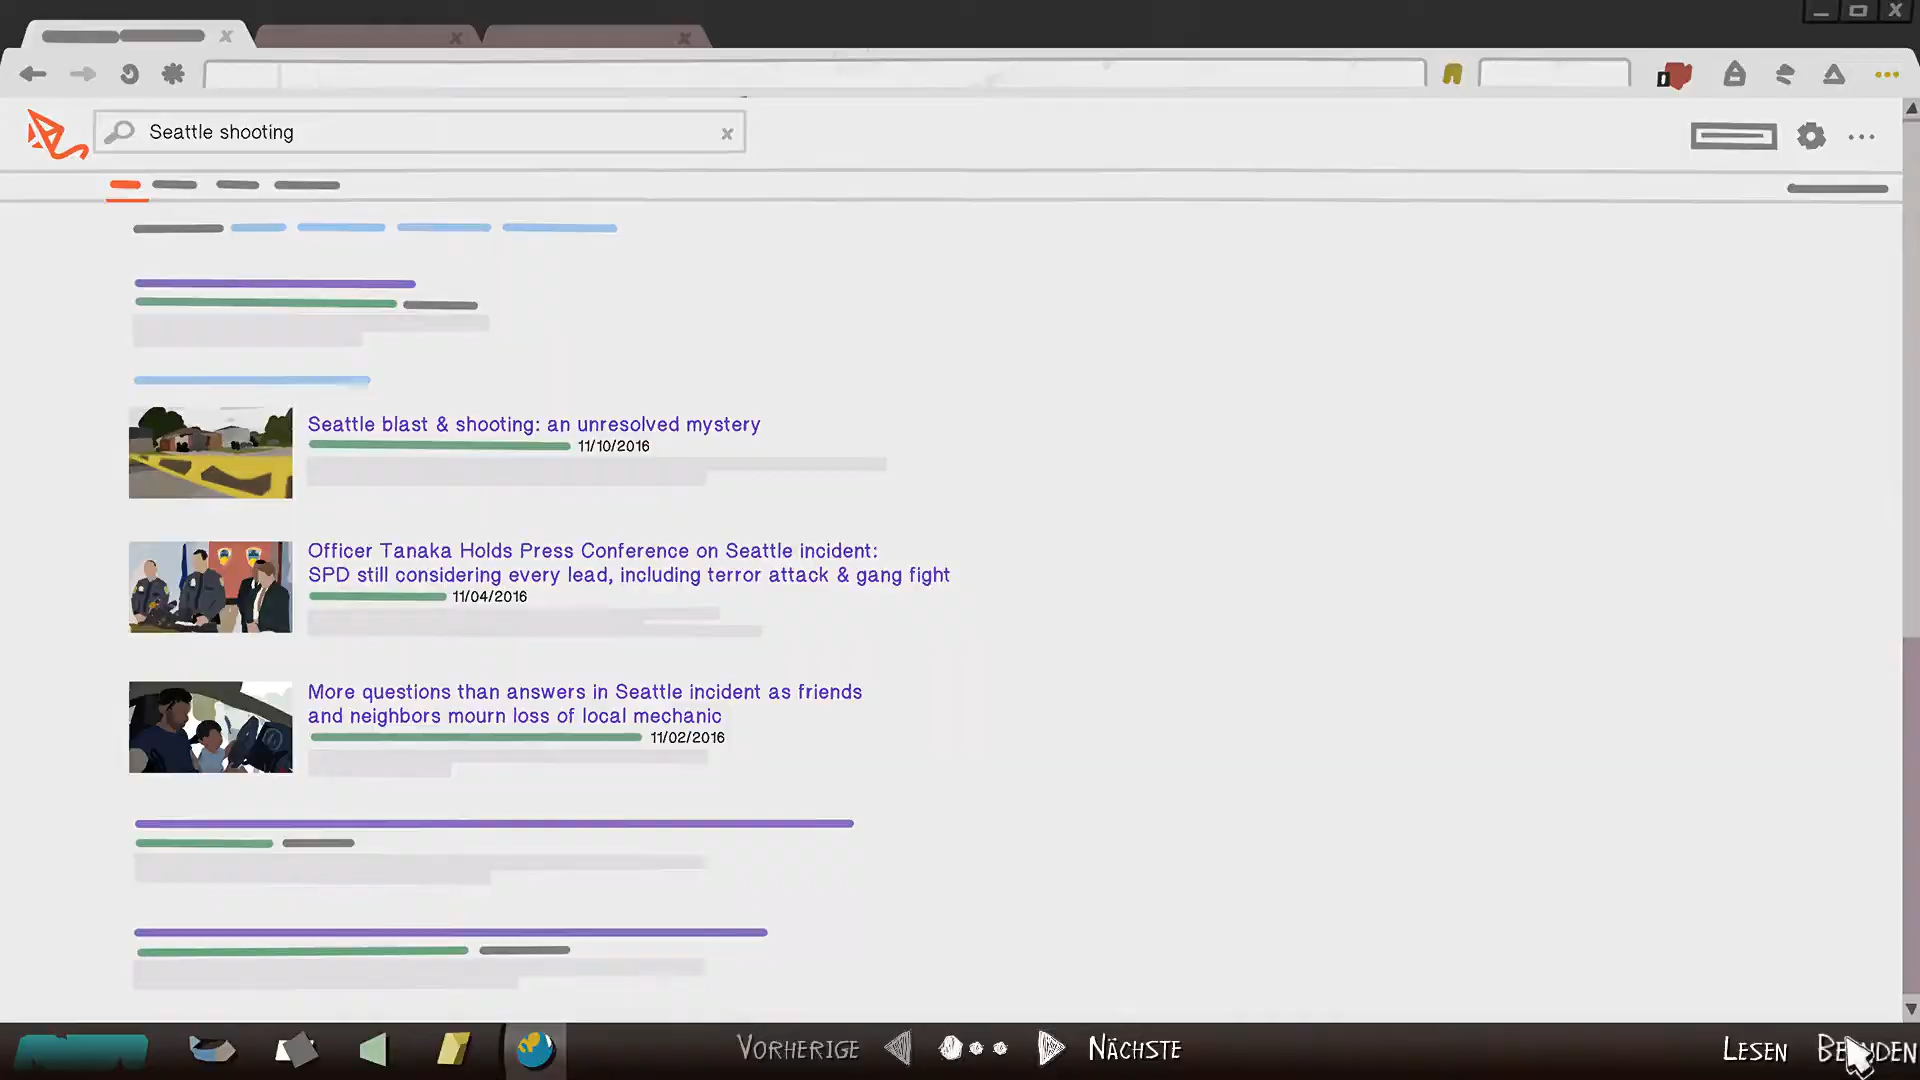 Seattle shooting
Seattle blast & shooting: an unresolved mystery
11/10/2016
Officer Tanaka Holds Press Conference on Seattle incident:
SPD still considering every lead, including terror attack & gang fight
11/04/2016
More questions than answers in Seattle incident as friends
and neighbors mourn loss of local mechanic
11/02/2016
Vorherige
Nächste
Lesen